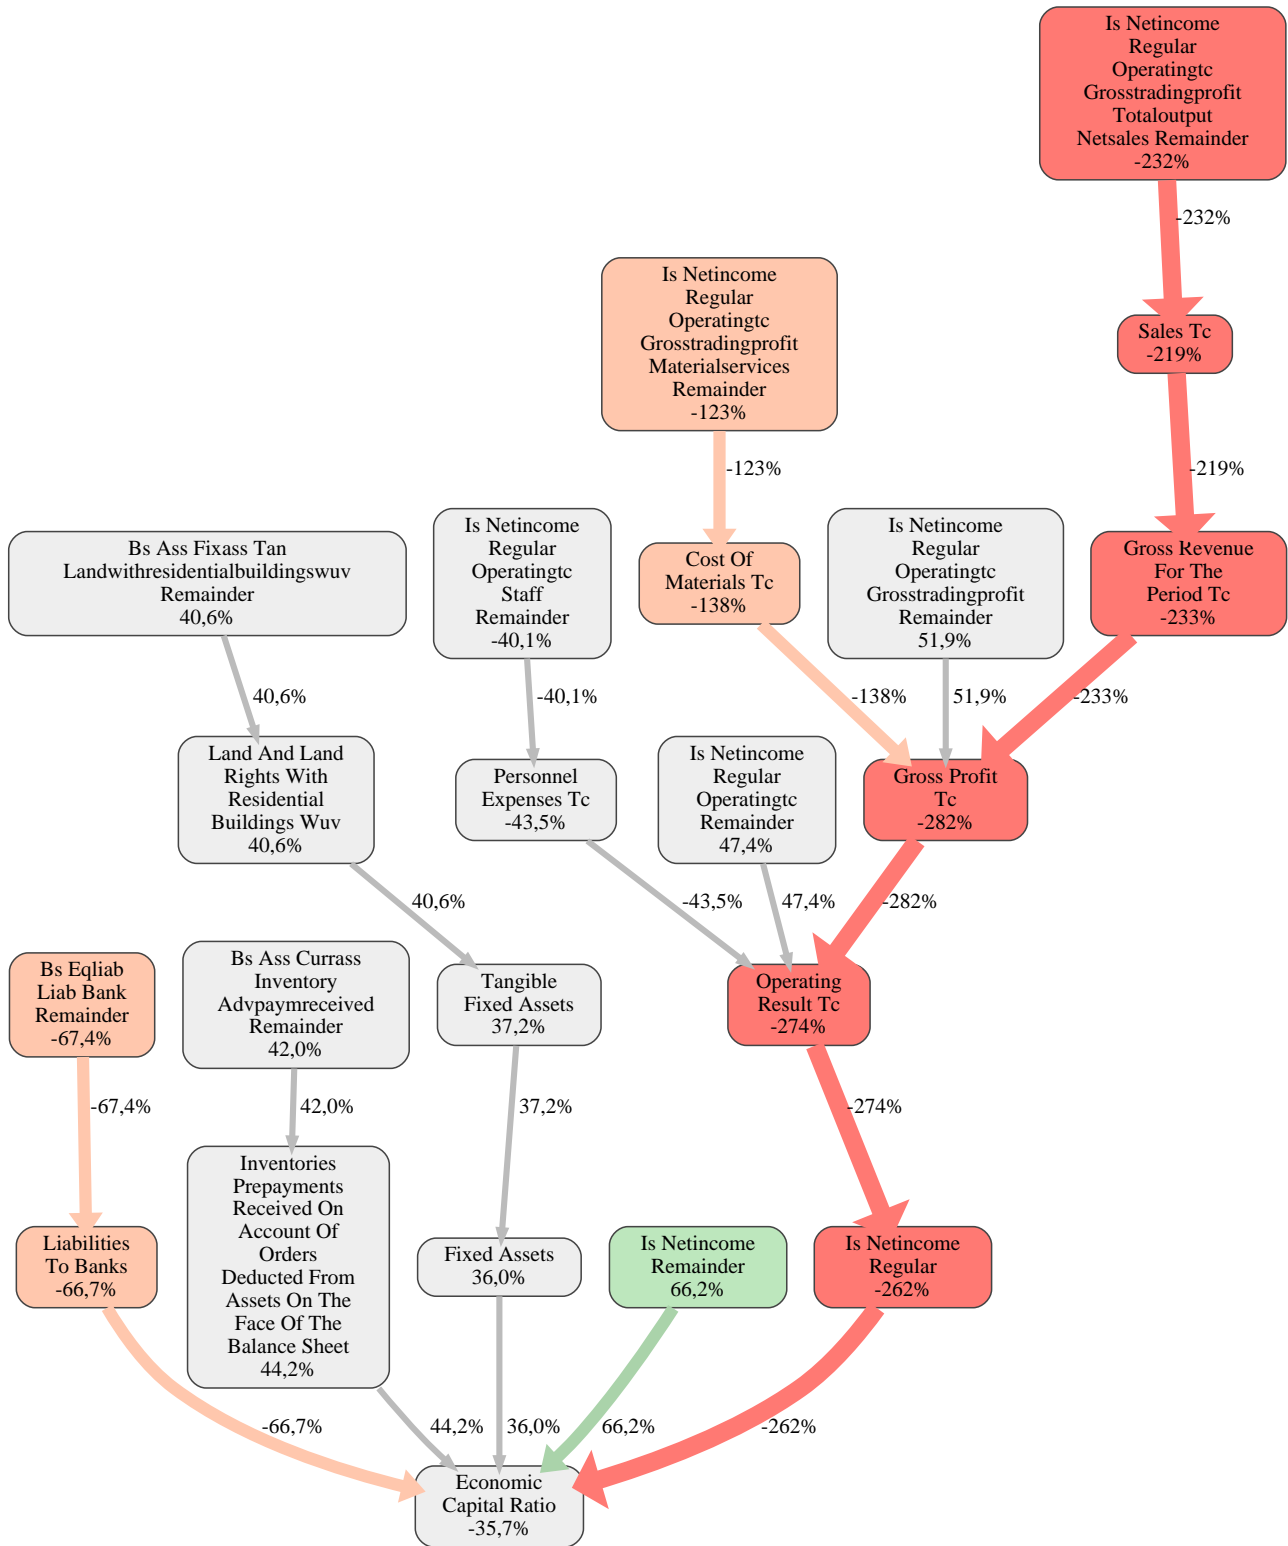 Is Netincome
Regular
Operatingtc
Grosstradingprofit
Totaloutput
Netsales Remainder
-232%
-232%
Is Netincome
Regular
Operatingtc
Grosstradingprofit
Materialservices
Remainder
-123%
Sales Tc
-219%
-123%
-219%
Bs Ass Fixass Tan
Landwithresidentialbuildingswuv
Remainder
40,6%
Is Netincome
Regular
Operatingtc
Staff
Remainder
-40,1%
Cost Of
Materials Tc
-138%
Is Netincome
Regular
Operatingtc
Grosstradingprofit
Remainder
51,9%
Gross Revenue
For The
Period Tc
-233%
40,6%
-40,1%
-138%
51,9%
-233%
Land And Land
Rights With
Residential
Buildings Wuv
40,6%
Personnel
Expenses Tc
-43,5%
Is Netincome
Regular
Operatingtc
Remainder
47,4%
Gross Profit
Tc
-282%
40,6%
-43,5%
47,4%
-282%
Bs Eqliab
Liab Bank
Remainder
-67,4%
Bs Ass Currass
Inventory
Advpaymreceived
Remainder
42,0%
Tangible
Fixed Assets
37,2%
Operating
Result Tc
-274%
-67,4%
42,0%
37,2%
-274%
Liabilities
To Banks
-66,7%
Inventories
Prepayments
Received On
Account Of
Orders
Deducted From
Assets On The
Face Of The
Balance Sheet
44,2%
Fixed Assets
36,0%
Is Netincome
Remainder
66,2%
Is Netincome
Regular
-262%
-66,7%
44,2%
36,0%
66,2%
-262%
Economic
Capital Ratio
-35,7%